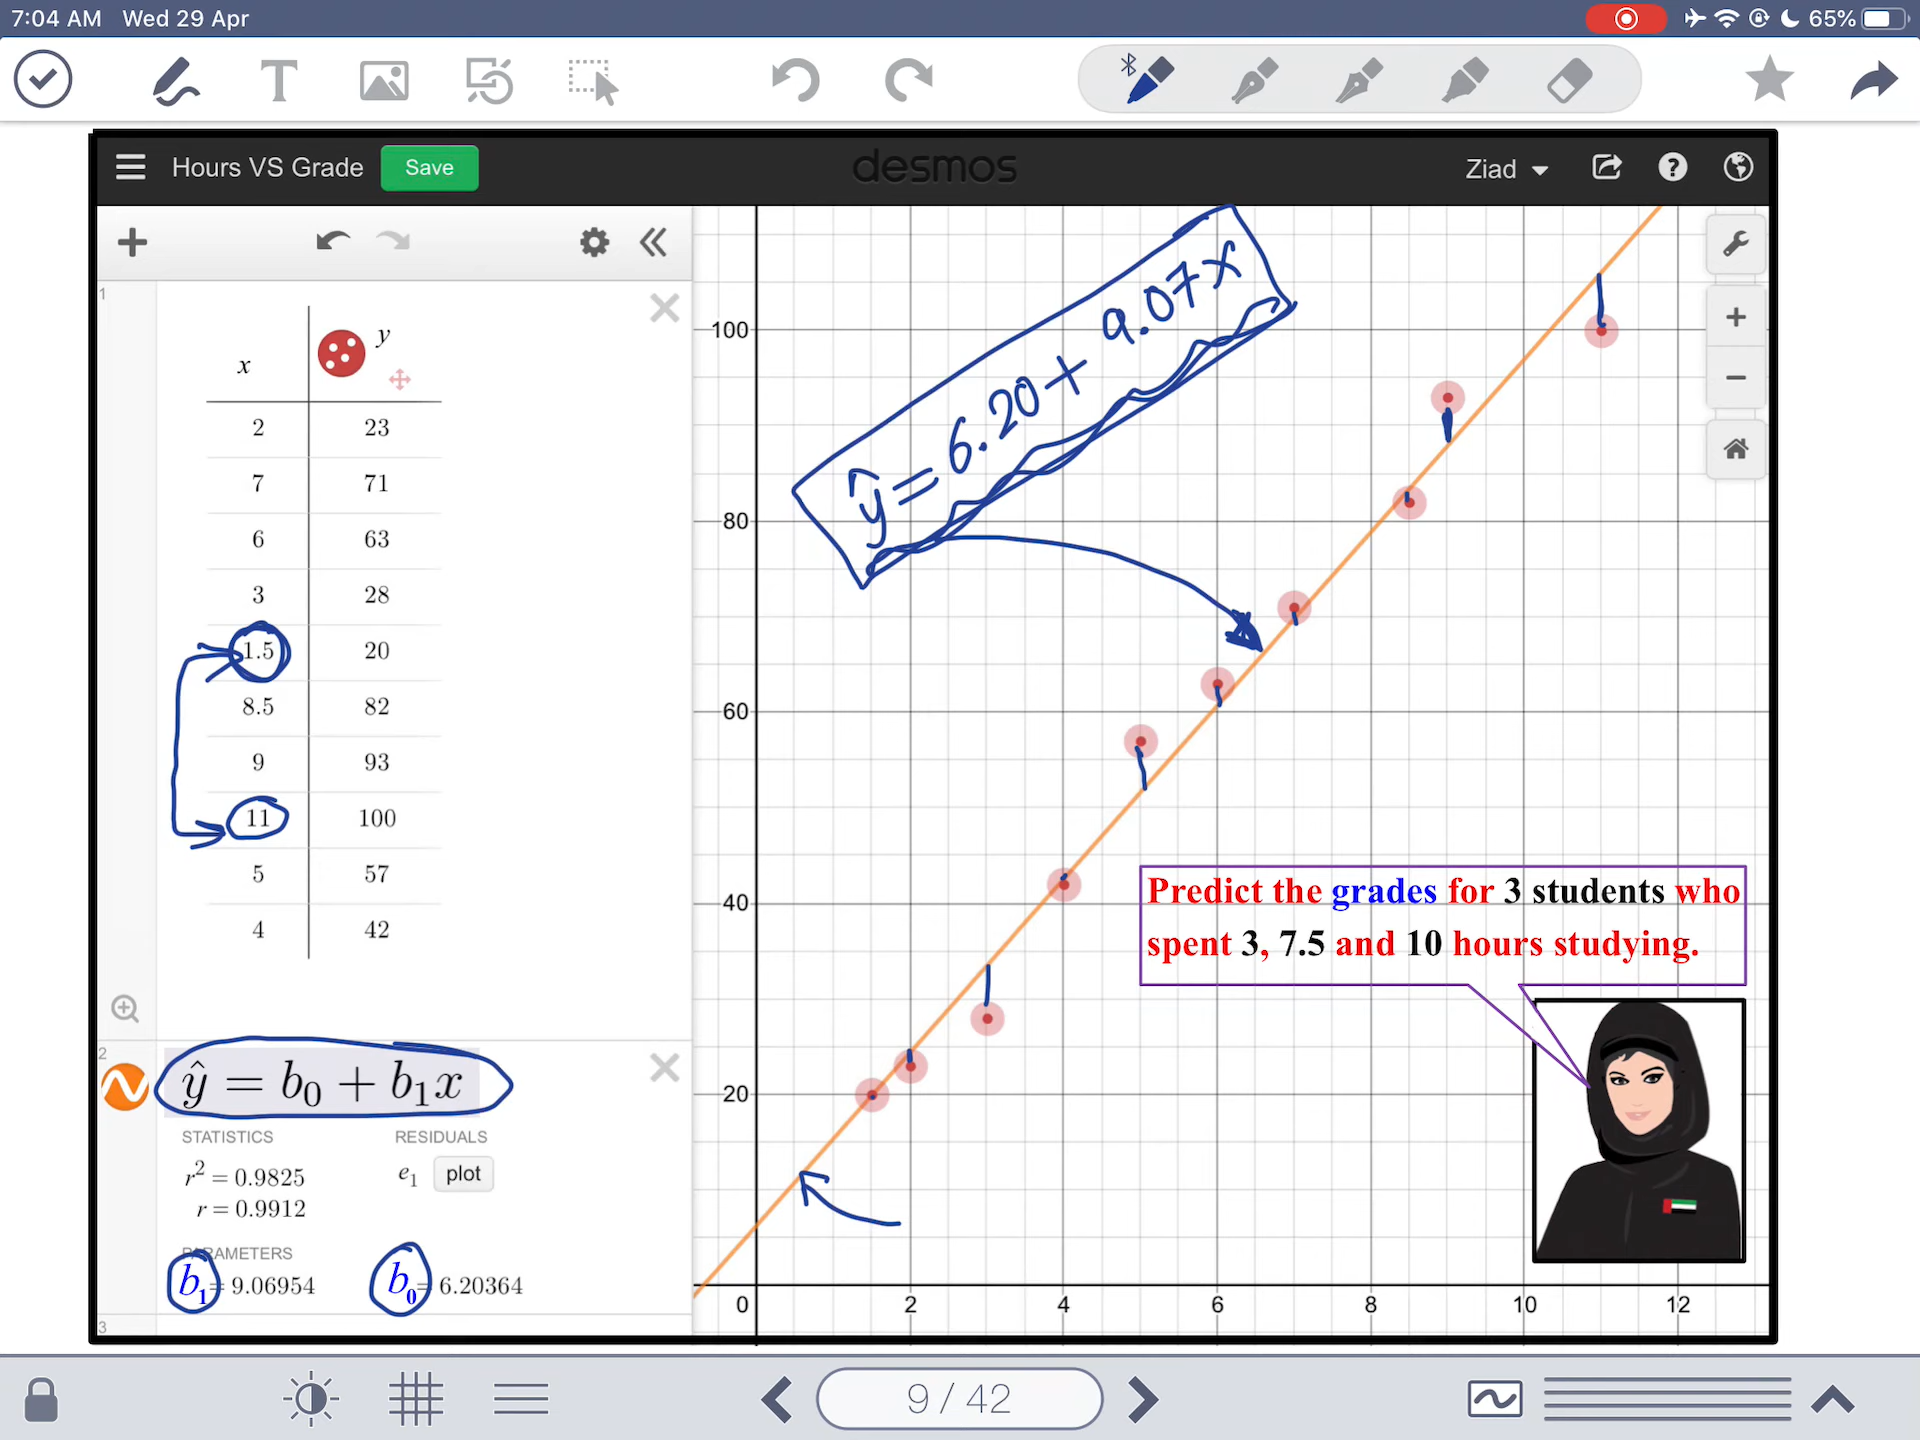 7:04 AM Wed 29 Apr
65%
T
Hours VS Grade Save desmos Ziad
1
x y
2 23
7 71
6 63
3 28
1.5 20
8.5 82
9 93
11 100
5 57
4 42
2
ŷ = b₀ + b₁x
STATISTICS RESIDUALS
r² = 0.9825 e₁ plot
r = 0.9912
PARAMETERS
b₁ = 9.06954 b₀ = 6.20364
3
ŷ = 6.20 + 9.07x
100
80
60
40
20
0 2 4 6 8 10 12
Predict the grades for 3 students who
spent 3, 7.5 and 10 hours studying.
9 / 42